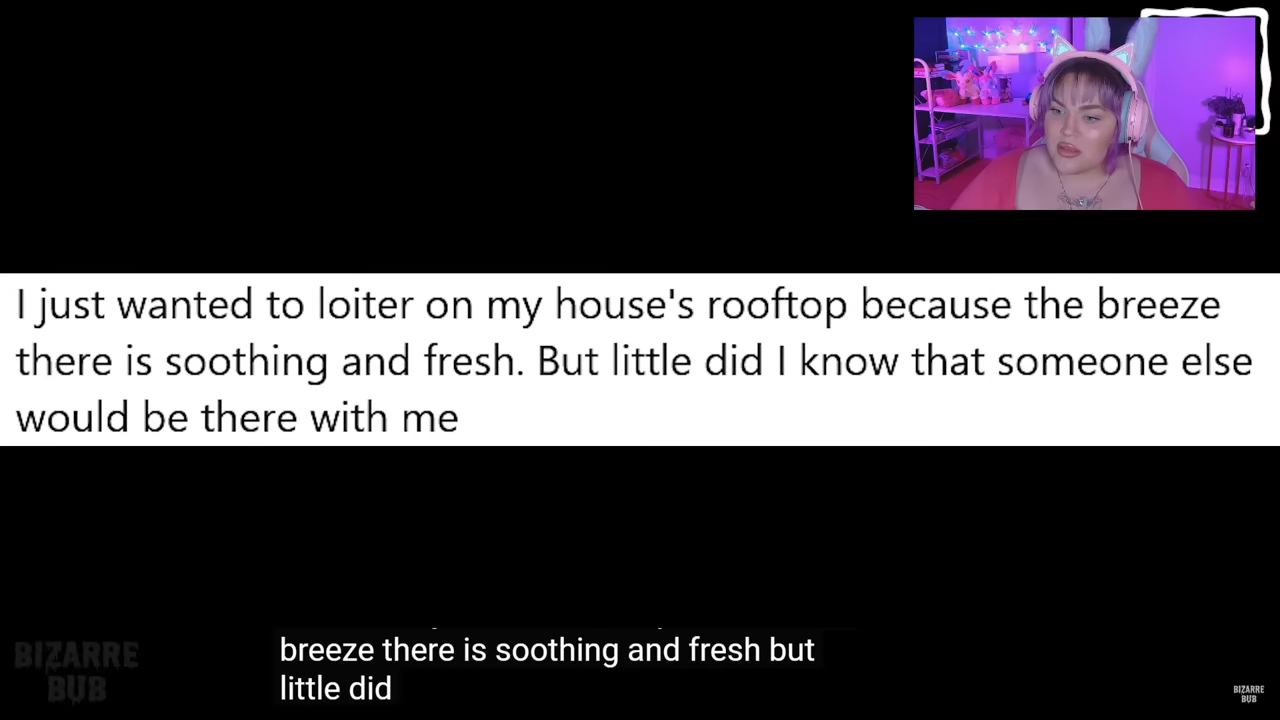 I just wanted to loiter on my house's rooftop because the breeze
there is soothing and fresh. But little did I know that someone else
would be there with me
breeze there is soothing and fresh but
little did
BIZARRE
BUB
BIZARRE
BUB